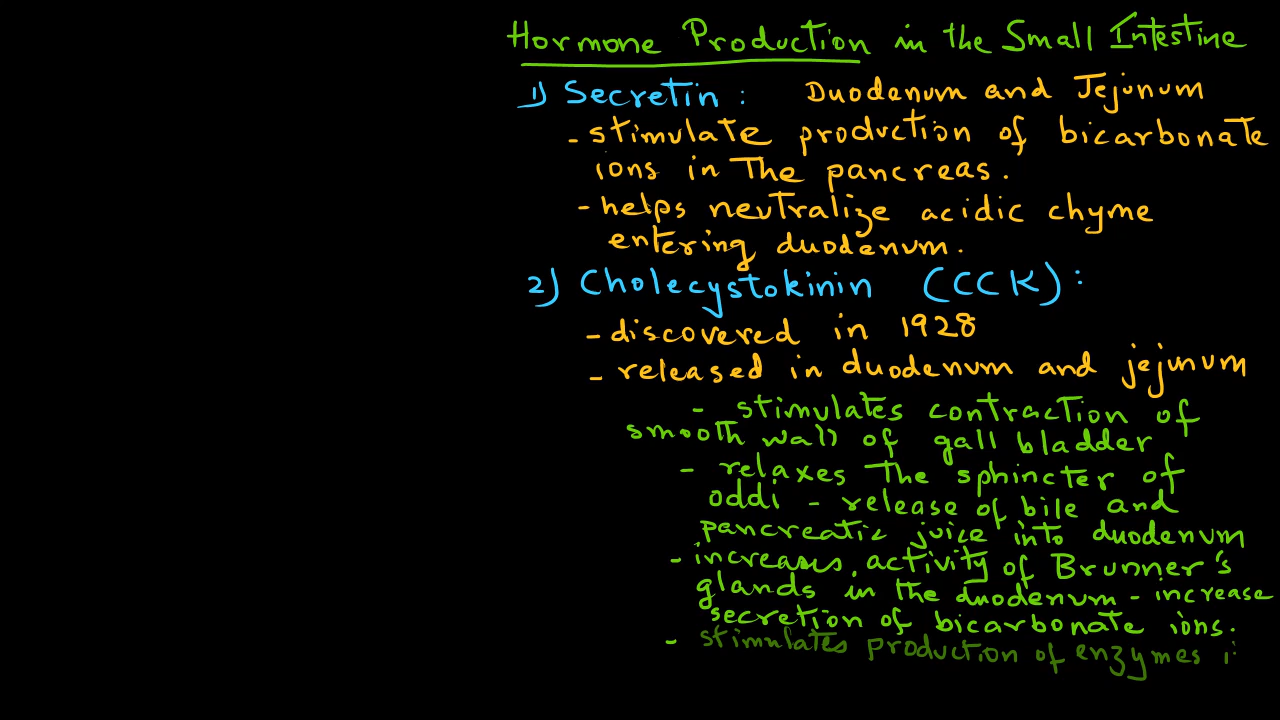 Hormone Production in the Small Intestine
1) Secretin : Duodenum and Jejunum
- stimulate production of bicarbonate
ions in The pancreas.
- helps neutralize acidic chyme
entering duodenum.
2) Cholecystokinin (CCK) :
- discovered in 1928
- released in duodenum and jejunum
- stimulates contraction of
smooth wall of gall bladder
- relaxes The sphincter of
oddi - release of bile and
pancreatic juice into duodenum
- increases activity of Brunner's
glands in the duodenum - increase
secretion of bicarbonate ions.
- stimulates production of enzymes